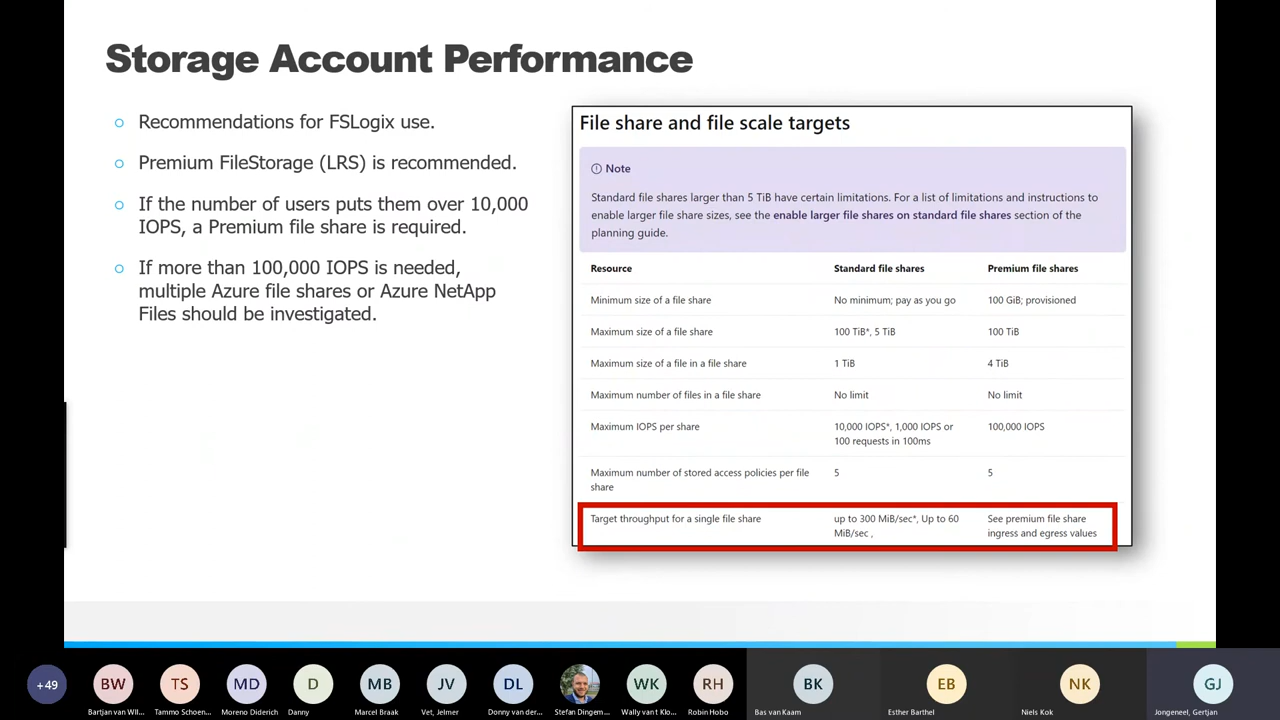 Storage Account Performance
Recommendations for FSLogix use.
Premium FileStorage (LRS) is recommended.
If the number of users puts them over 10,000
IOPS, a Premium file share is required.
If more than 100,000 IOPS is needed,
multiple Azure file shares or Azure NetApp
Files should be investigated.
File share and file scale targets
Note
Standard file shares larger than 5 TiB have certain limitations. For a list of limitations and instructions to
enable larger file share sizes, see the enable larger file shares on standard file shares section of the
planning guide.
Resource Standard file shares Premium file shares
Minimum size of a file share No minimum; pay as you go 100 GiB; provisioned
Maximum size of a file share 100 TiB*, 5 TiB 100 TiB
Maximum size of a file in a file share 1 TiB 4 TiB
Maximum number of files in a file share No limit No limit
Maximum IOPS per share 10,000 IOPS*, 1,000 IOPS or 100,000 IOPS
100 requests in 100ms
Maximum number of stored access policies per file 5 5
share
Target throughput for a single file share up to 300 MiB/sec*, Up to 60 See premium file share
MiB/sec , ingress and egress values
+49 BW TS MD D MB JV DL WK RH BK EB NK GJ
Bartjan van Wll... Tammo Schoen... Moreno Diderich Danny Marcel Braak Vet, Jelmer Donny van der... Stefan Dingem... Wally van t Klo... Robin Hobo Bas van Kaam Esther Barthel Niels Kok Jongeneel, Gertjan